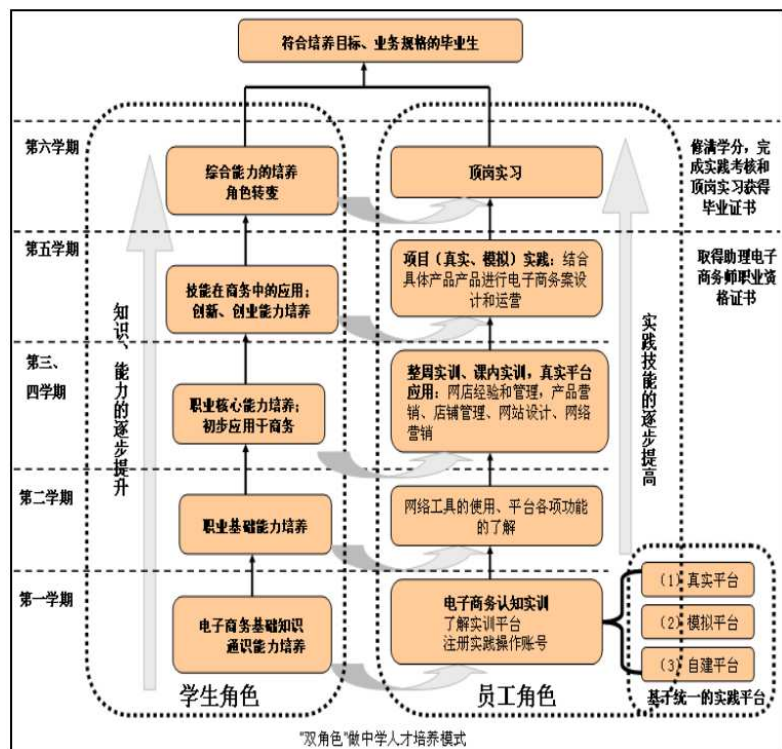 符合培养目标、业务规格的毕业生
第六学期
综合能力的培养
角色转变
顶岗实习
修满学分，完
成实践考核和
顶岗实习获得
毕业证书
第五学期
技能在商务中的应用；
创新、创业能力培养
项目（真实、模拟）实践：结合
具体产品产品进行电子商务案设
计和运营
取得助理电子
商务师职业资
格证书
第三、
四学期
职业核心能力培养；
初步应用于商务
整周实训、课内实训，真实平台
应用：网店经验和管理，产品营
销、店铺管理、网站设计、网络
营销
第二学期
职业基础能力培养
网络工具的使用、平台各项功能
的了解
第一学期
电子商务基础知识
通识能力培养
电子商务认知实训
了解实训平台
注册实践操作账号
（1）真实平台
（2）模拟平台
（3）自建平台
基于统一的实践平台
知识、能力的逐步提升
实践技能的逐步提高
学生角色
员工角色
"双角色"做中学人才培养模式